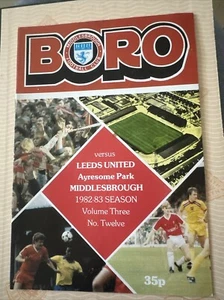 BORO
versus
LEEDS UNITED
Ayresome Park
MIDDLESBROUGH
1982-83 SEASON
Volume Three
No. Twelve
35p